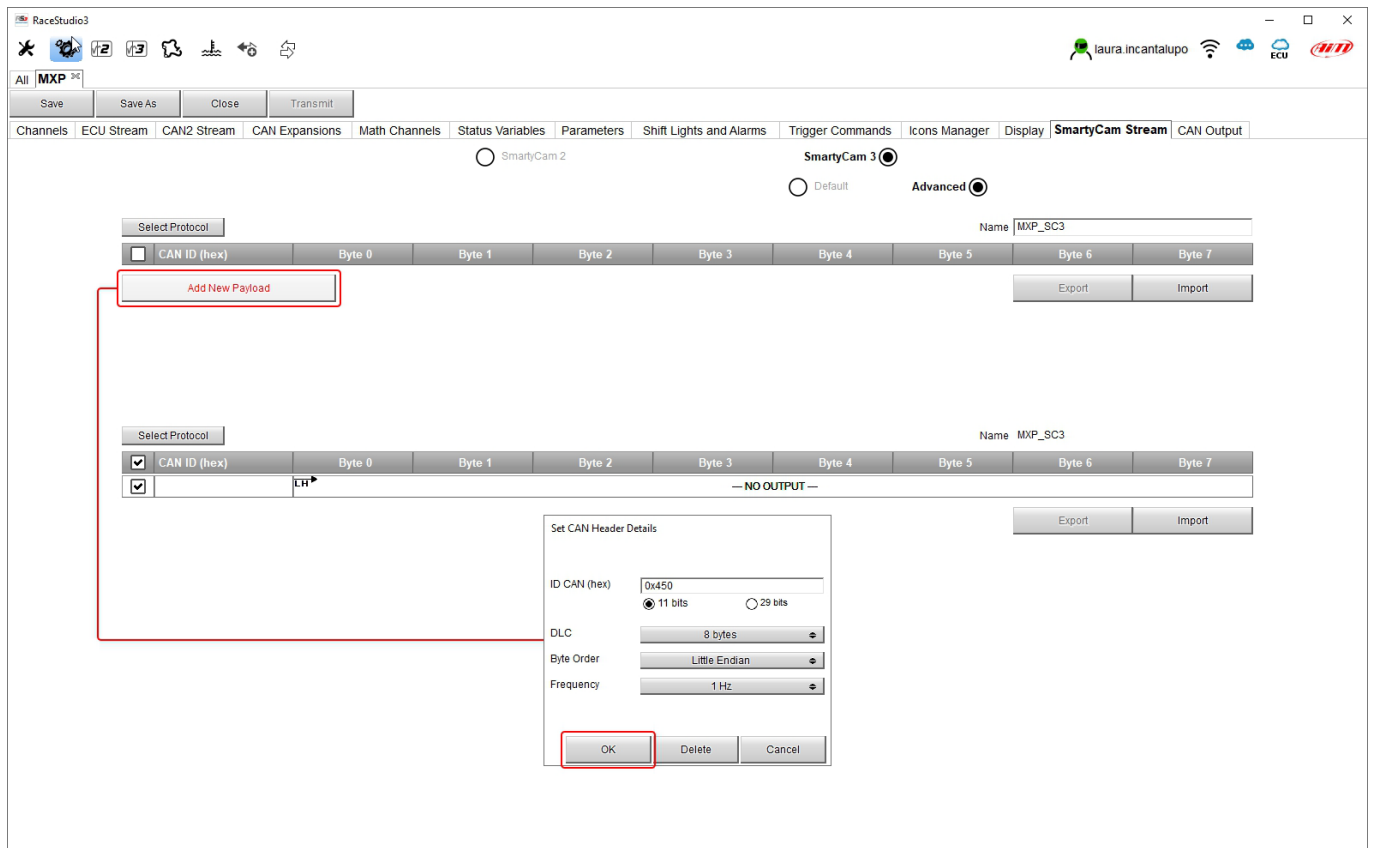 RaceStudio3
laura.incantalupo
ECU
AiM
All MXP
Save Save As Close Transmit
Channels ECU Stream CAN2 Stream CAN Expansions Math Channels Status Variables Parameters Shift Lights and Alarms Trigger Commands Icons Manager Display SmartyCam Stream CAN Output
SmartyCam 2 SmartyCam 3
Default Advanced
Select Protocol Name MXP_SC3
CAN ID (hex) Byte 0 Byte 1 Byte 2 Byte 3 Byte 4 Byte 5 Byte 6 Byte 7
Add New Payload Export Import
Select Protocol Name MXP_SC3
CAN ID (hex) Byte 0 Byte 1 Byte 2 Byte 3 Byte 4 Byte 5 Byte 6 Byte 7
LH — NO OUTPUT —
Export Import
Set CAN Header Details
ID CAN (hex) 0x450
11 bits 29 bits
DLC 8 bytes
Byte Order Little Endian
Frequency 1 Hz
OK Delete Cancel